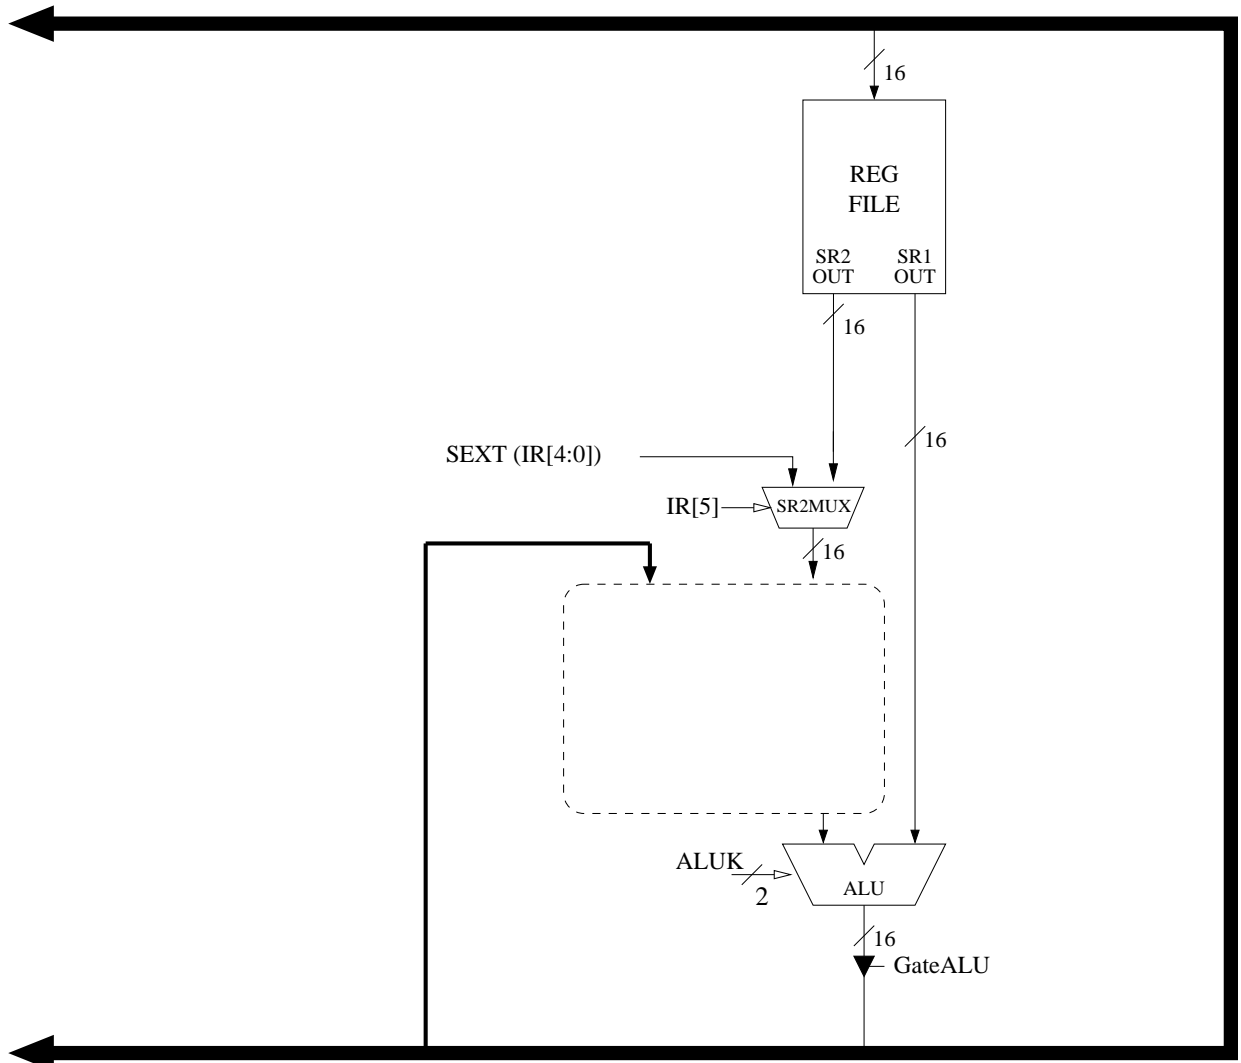 16
REG
FILE
SR2
OUT
SR1
OUT
16
16
SEXT (IR[4:0])
IR[5]
SR2MUX
16
ALUK
2
ALU
16
GateALU